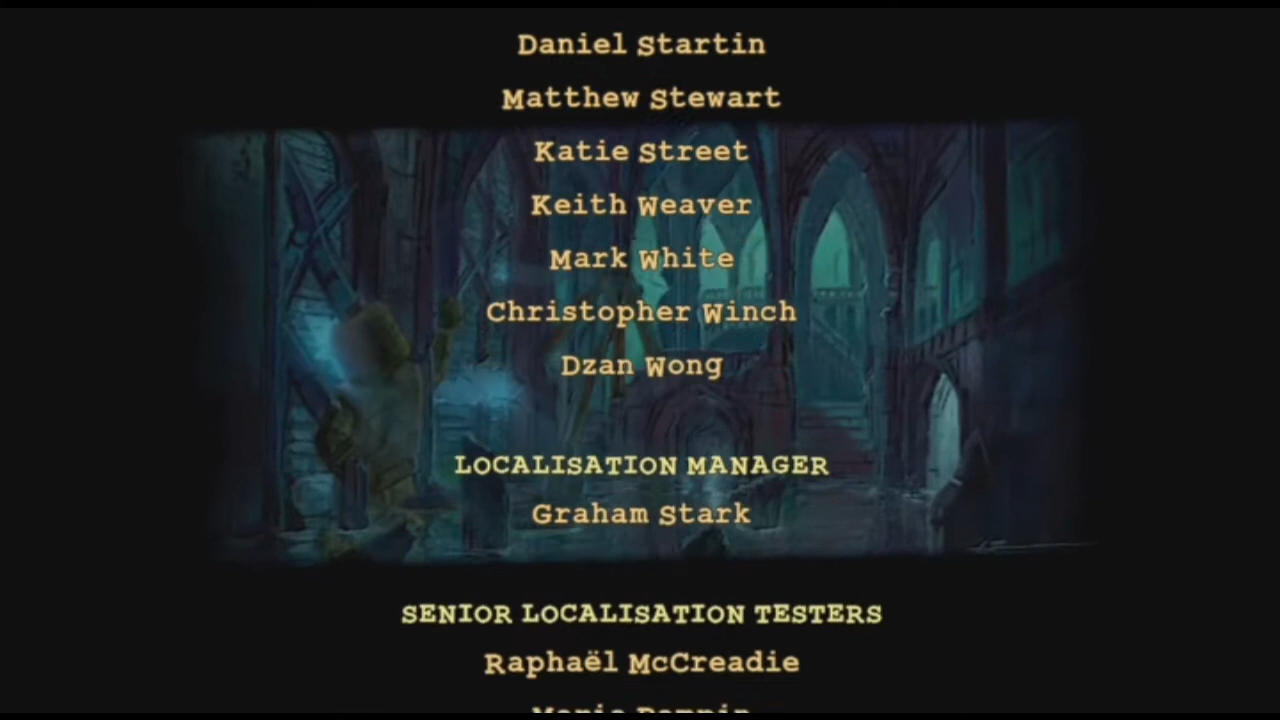 Daniel Startin
Matthew Stewart
Katie Street
Keith Weaver
Mark White
Christopher Winch
Dzan Wong
LOCALISATION MANAGER
Graham Stark
SENIOR LOCALISATION TESTERS
Raphaël McCreadie